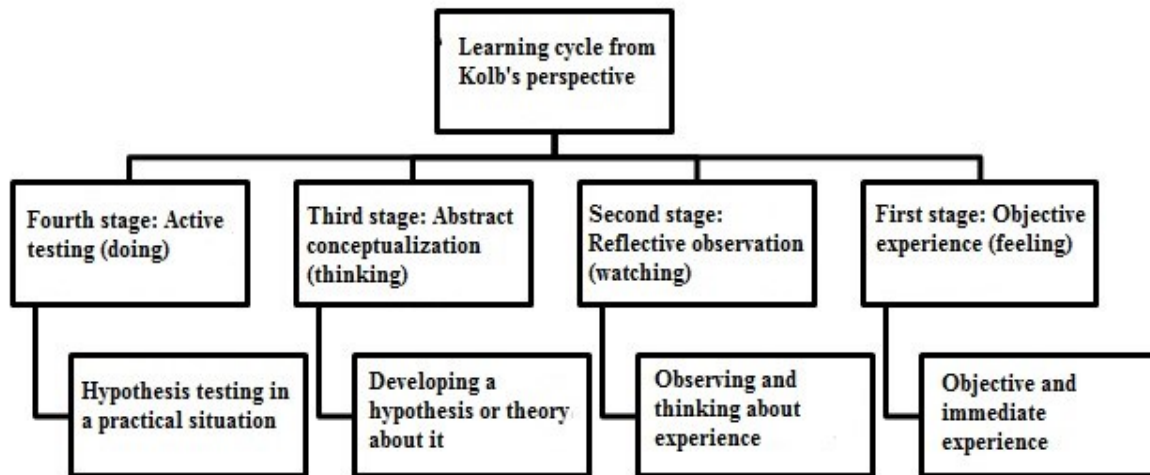 Learning cycle from
Kolb's perspective
Fourth stage: Active
testing (doing)
Third stage: Abstract
conceptualization
(thinking)
Second stage:
Reflective observation
(watching)
First stage: Objective
experience (feeling)
Hypothesis testing in
a practical situation
Developing a
hypothesis or theory
about it
Observing and
thinking about
experience
Objective and
immediate
experience